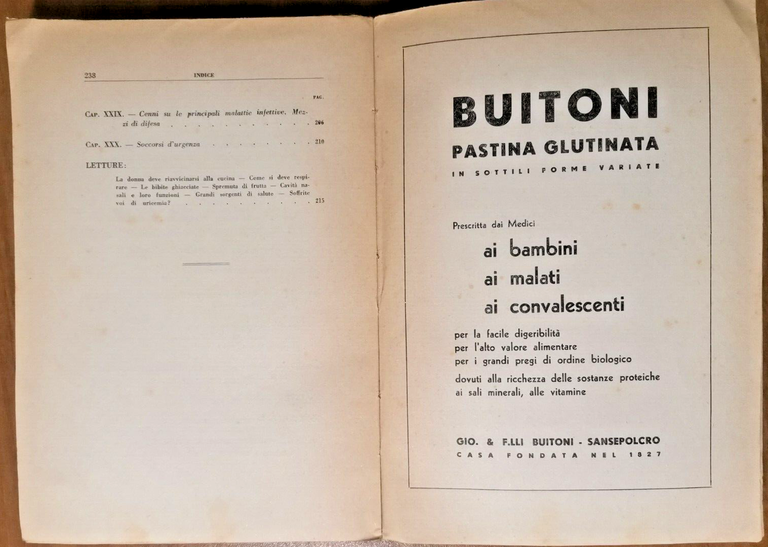 238 INDICE
PAG.
CAP. XXIX. — Cenni su le principali malattie infettive, Mez-
zi di difesa . . . . . . . . . . . 206
CAP. XXX. — Soccorsi d'urgenza . . . . . . . . 210
LETTURE:
La donna deve riavvicinarsi alla cucina — Come si deve respi-
rare — Le bibite ghiacciate — Spremuta di frutta — Cavità na-
sali e loro funzioni — Grandi sorgenti di salute — Soffrite
voi di uricemia? . . . . . . . . . . . 215
BUITONI
PASTINA GLUTINATA
IN SOTTILI FORME VARIATE
Prescritta dai Medici
ai bambini
ai malati
ai convalescenti
per la facile digeribilità
per l'alto valore alimentare
per i grandi pregi di ordine biologico
dovuti alla ricchezza delle sostanze proteiche
ai sali minerali, alle vitamine
GIO. & F.LLI BUITONI - SANSEPOLCRO
CASA FONDATA NEL 1827